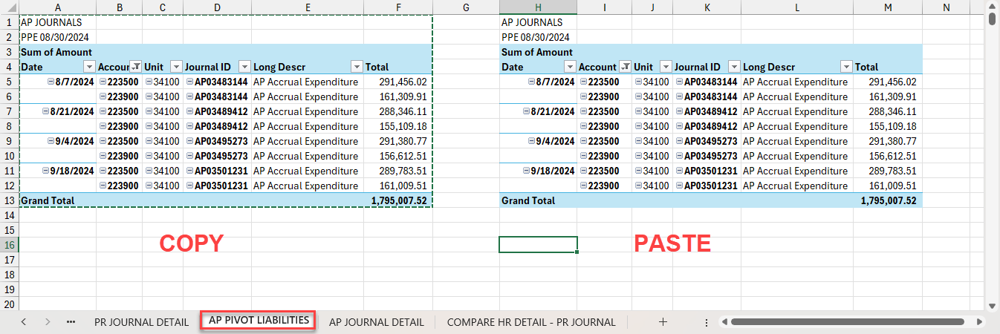 A B C D E F G H I J K L M N
1 AP JOURNALS AP JOURNALS
2 PPE 08/30/2024 PPE 08/30/2024
3 Sum of Amount Sum of Amount
4 Date Accour Unit Journal ID Long Descr Total Date Account Unit Journal ID Long Descr Total
5 8/7/2024 223500 34100 AP03483144 AP Accrual Expenditure 291,456.02 8/7/2024 223500 34100 AP03483144 AP Accrual Expenditure 291,456.02
6 223900 34100 AP03483144 AP Accrual Expenditure 161,309.91 223900 34100 AP03483144 AP Accrual Expenditure 161,309.91
7 8/21/2024 223500 34100 AP03489412 AP Accrual Expenditure 288,346.11 8/21/2024 223500 34100 AP03489412 AP Accrual Expenditure 288,346.11
8 223900 34100 AP03489412 AP Accrual Expenditure 155,109.18 223900 34100 AP03489412 AP Accrual Expenditure 155,109.18
9 9/4/2024 223500 34100 AP03495273 AP Accrual Expenditure 291,380.77 9/4/2024 223500 34100 AP03495273 AP Accrual Expenditure 291,380.77
10 223900 34100 AP03495273 AP Accrual Expenditure 156,612.51 223900 34100 AP03495273 AP Accrual Expenditure 156,612.51
11 9/18/2024 223500 34100 AP03501231 AP Accrual Expenditure 289,783.51 9/18/2024 223500 34100 AP03501231 AP Accrual Expenditure 289,783.51
12 223900 34100 AP03501231 AP Accrual Expenditure 161,009.51 223900 34100 AP03501231 AP Accrual Expenditure 161,009.51
13 Grand Total 1,795,007.52 Grand Total 1,795,007.52
14
15
16 COPY PASTE
17
18
19
20
PR JOURNAL DETAIL AP PIVOT LIABILITIES AP JOURNAL DETAIL COMPARE HR DETAIL - PR JOURNAL